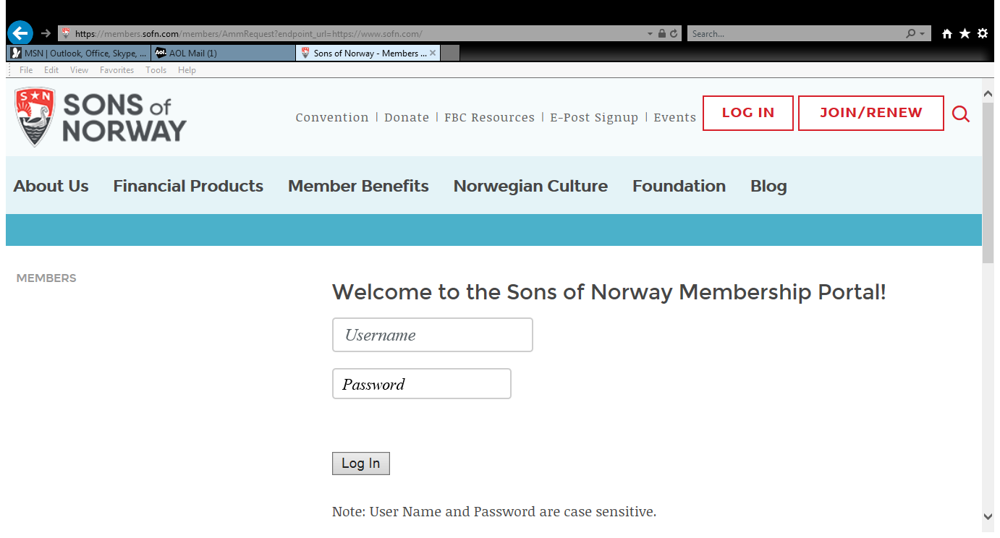 https://members.sofn.com/members/AmmRequest?endpoint_url=https://www.sofn.com/
Search...
MSN | Outlook, Office, Skype, ...
Aol. AOL Mail (1)
Sons of Norway - Members ...
File Edit View Favorites Tools Help
S N
SONS of
NORWAY
Convention | Donate | FBC Resources | E-Post Signup | Events
LOG IN
JOIN/RENEW
About Us Financial Products Member Benefits Norwegian Culture Foundation Blog
MEMBERS
Welcome to the Sons of Norway Membership Portal!
Username
Password
Log In
Note: User Name and Password are case sensitive.